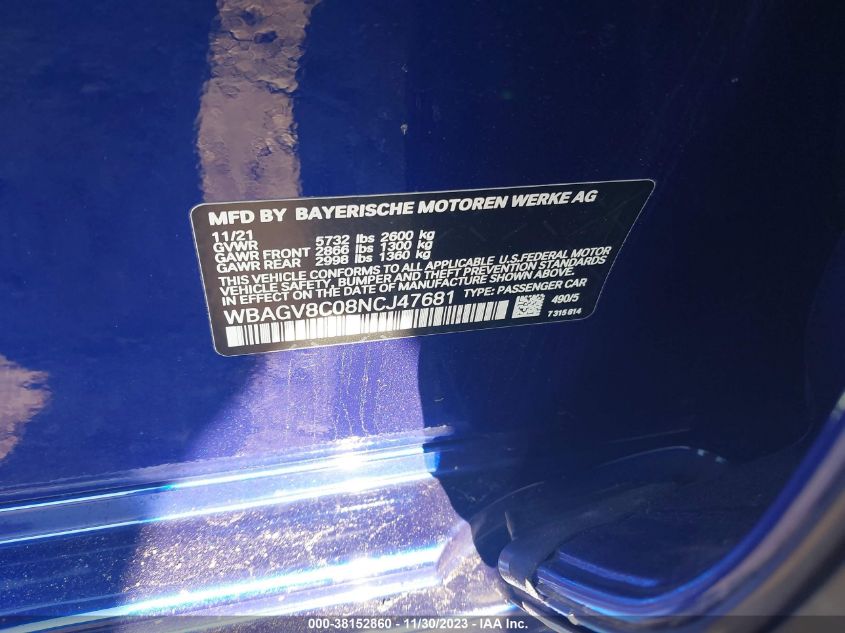 MFD BY BAYERISCHE MOTOREN WERKE AG
11/21
GVWR 5732 lbs 2600 kg
GAWR FRONT 2866 lbs 1300 kg
GAWR REAR 2998 lbs 1360 kg
THIS VEHICLE CONFORMS TO ALL APPLICABLE U.S.FEDERAL MOTOR
VEHICLE SAFETY, BUMPER AND THEFT PREVENTION STANDARDS
IN EFFECT ON THE DATE OF MANUFACTURE SHOWN ABOVE.
WBAGV8C08NCJ47681 TYPE: PASSENGER CAR
490/5
7315614
000-38152860 - 11/30/2023 - IAA Inc.